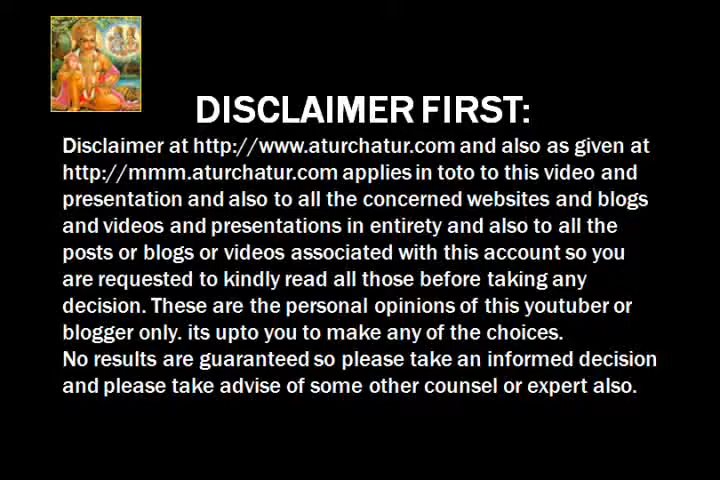 DISCLAIMER FIRST:
Disclaimer at http://www.aturchatur.com and also as given at
http://mmm.aturchatur.com applies in toto to this video and
presentation and also to all the concerned websites and blogs
and videos and presentations in entirety and also to all the
posts or blogs or videos associated with this account so you
are requested to kindly read all those before taking any
decision. These are the personal opinions of this youtuber or
blogger only. its upto you to make any of the choices.
No results are guaranteed so please take an informed decision
and please take advise of some other counsel or expert also.